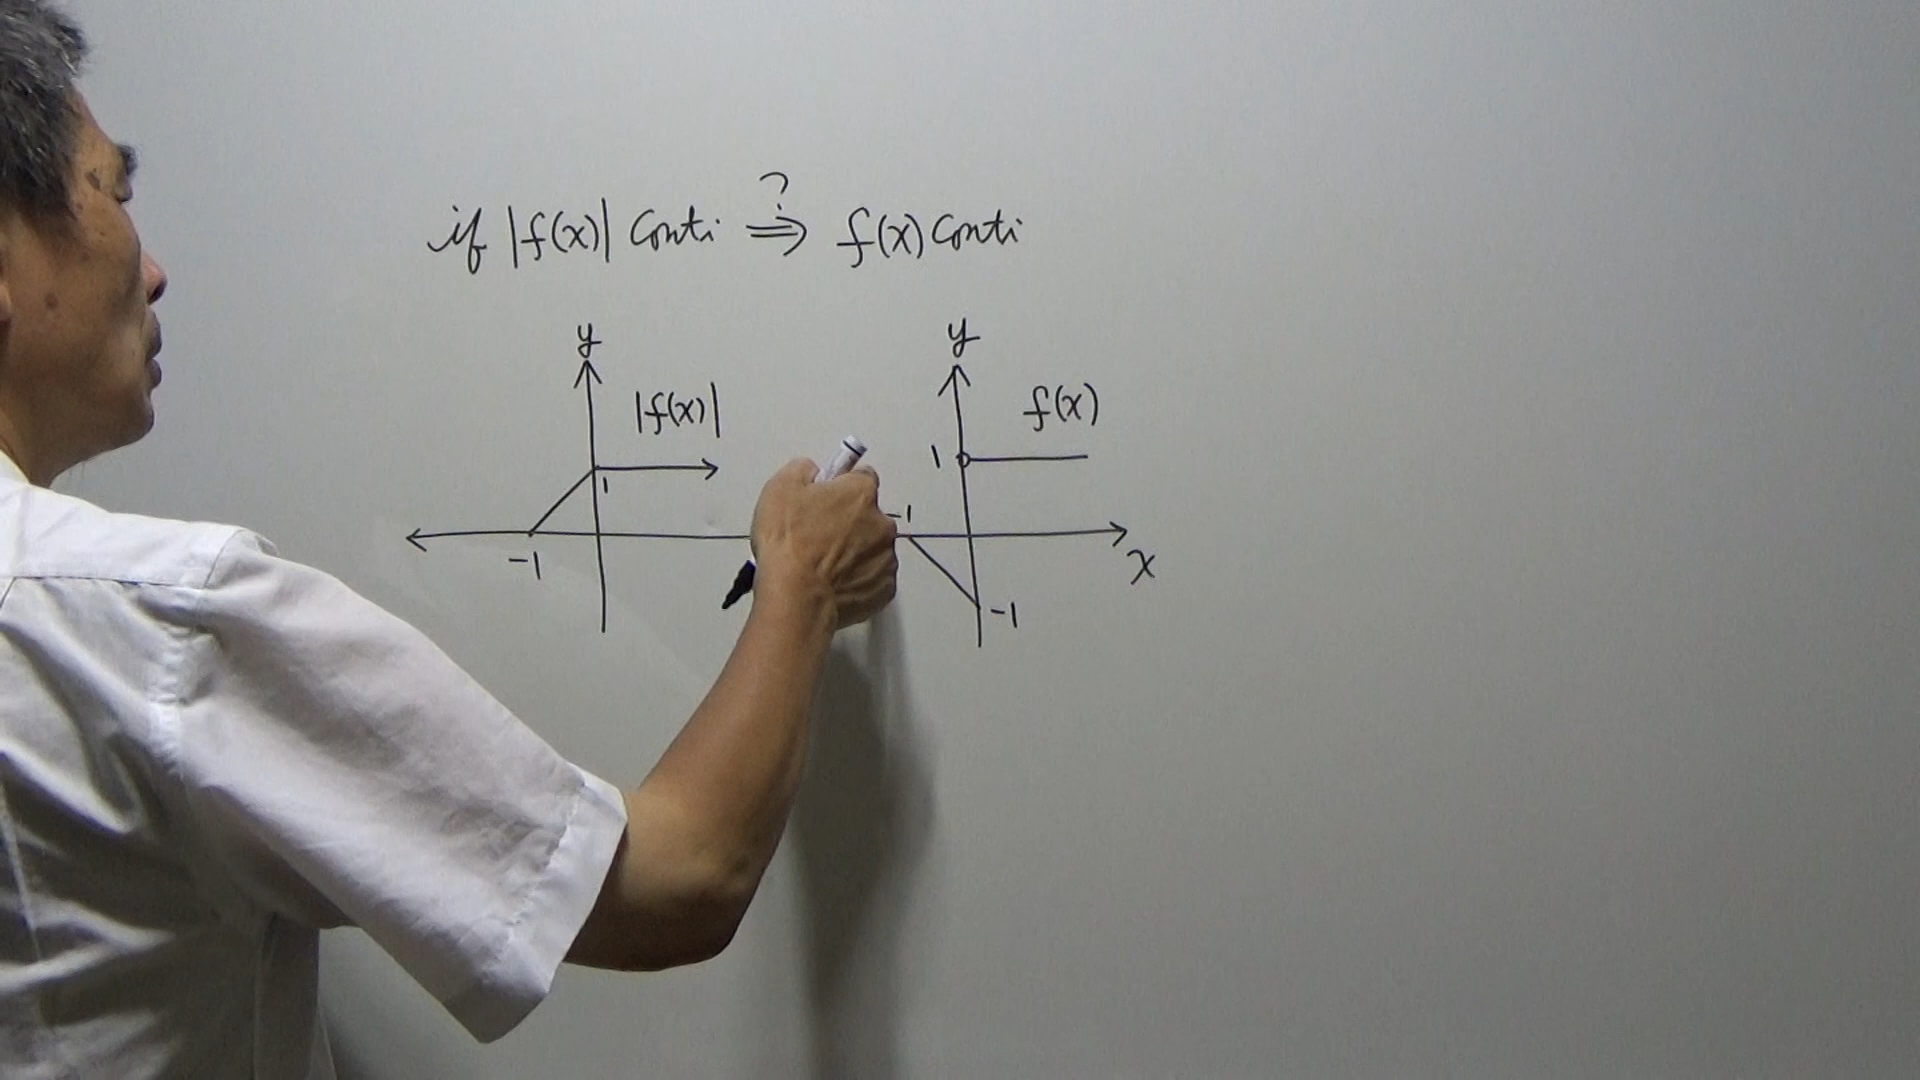 if |f(x)| conti ?⇒ f(x) conti
y
y
|f(x)|
f(x)
1
1
-1
-1
x
-1